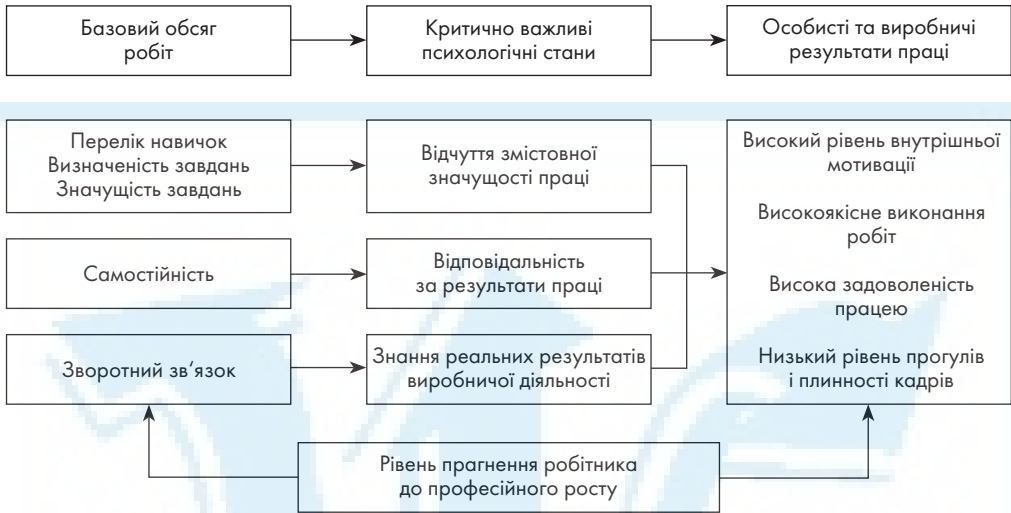 Базовий обсяг
робіт
Критично важливі
психологічні стани
Особисті та виробничі
результати праці
Перелік навичок
Визначеність завдань
Значущість завдань
Відчуття змістовної
значущості праці
Самостійність
Відповідальність
за результати праці
Зворотний зв’язок
Знання реальних результатів
виробничої діяльності
Високий рівень внутрішньої
мотивації
Високоякісне виконання
робіт
Висока задоволеність
працею
Низький рівень прогулів
і плинності кадрів
Рівень прагнення робітника
до професійного росту